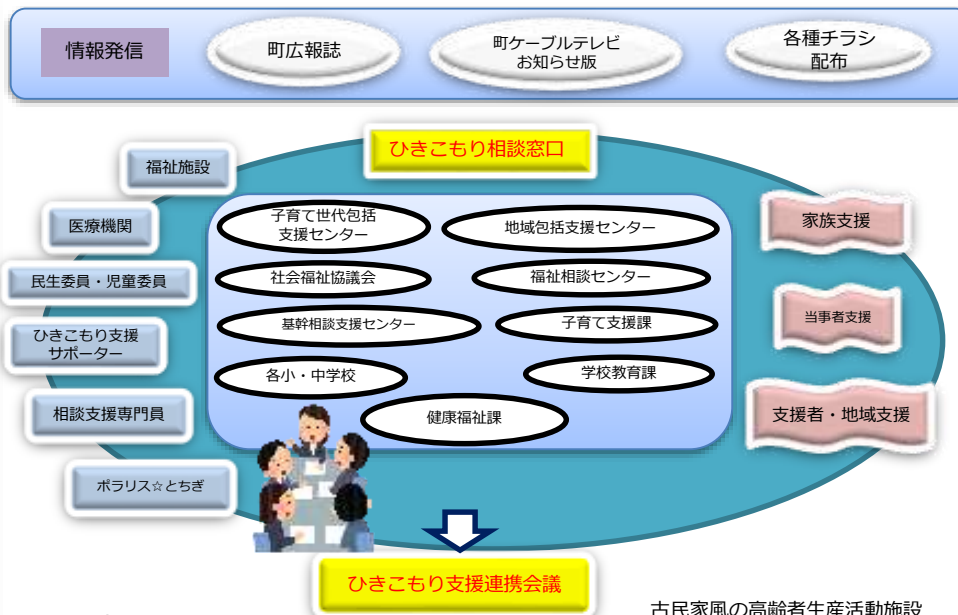 情報発信
町広報誌
町ケーブルテレビ
お知らせ版
各種チラシ
配布
ひきこもり相談窓口
福祉施設
医療機関
民生委員・児童委員
ひきこもり支援
サポーター
相談支援専門員
ポラリス☆とちぎ
子育て世代包括
支援センター
地域包括支援センター
社会福祉協議会
福祉相談センター
基幹相談支援センター
子育て支援課
各小・中学校
学校教育課
健康福祉課
家族支援
当事者支援
支援者・地域支援
ひきこもり支援連携会議
古民家風の高齢者生産活動施設